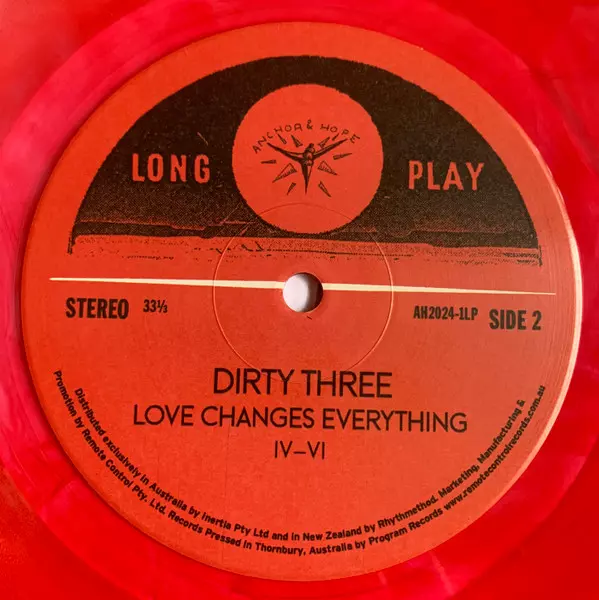 ANCHOR & HOPE
LONG PLAY
STEREO 33⅓ AH2024-1LP SIDE 2
DIRTY THREE
LOVE CHANGES EVERYTHING
IV–VI
Distributed exclusively in Australia by Inertia Pty Ltd and in New Zealand by Rhythmethod. Marketing, Manufacturing &
Promotion by Remote Control Pty. Ltd. Records Pressed in Thornbury, Australia by Program Records www.remotecontrolrecords.com.au